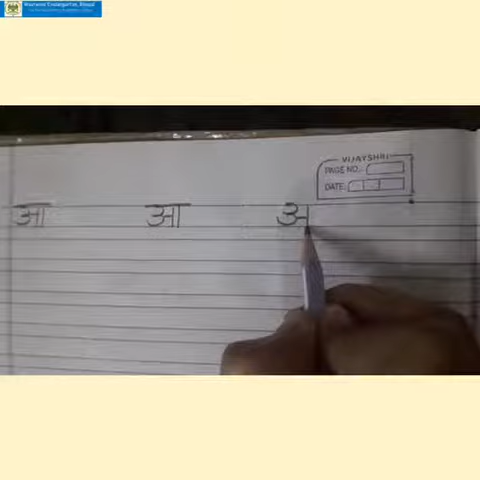 VIJAYSHRI
PAGE NO.:
DATE:
आ आ अ